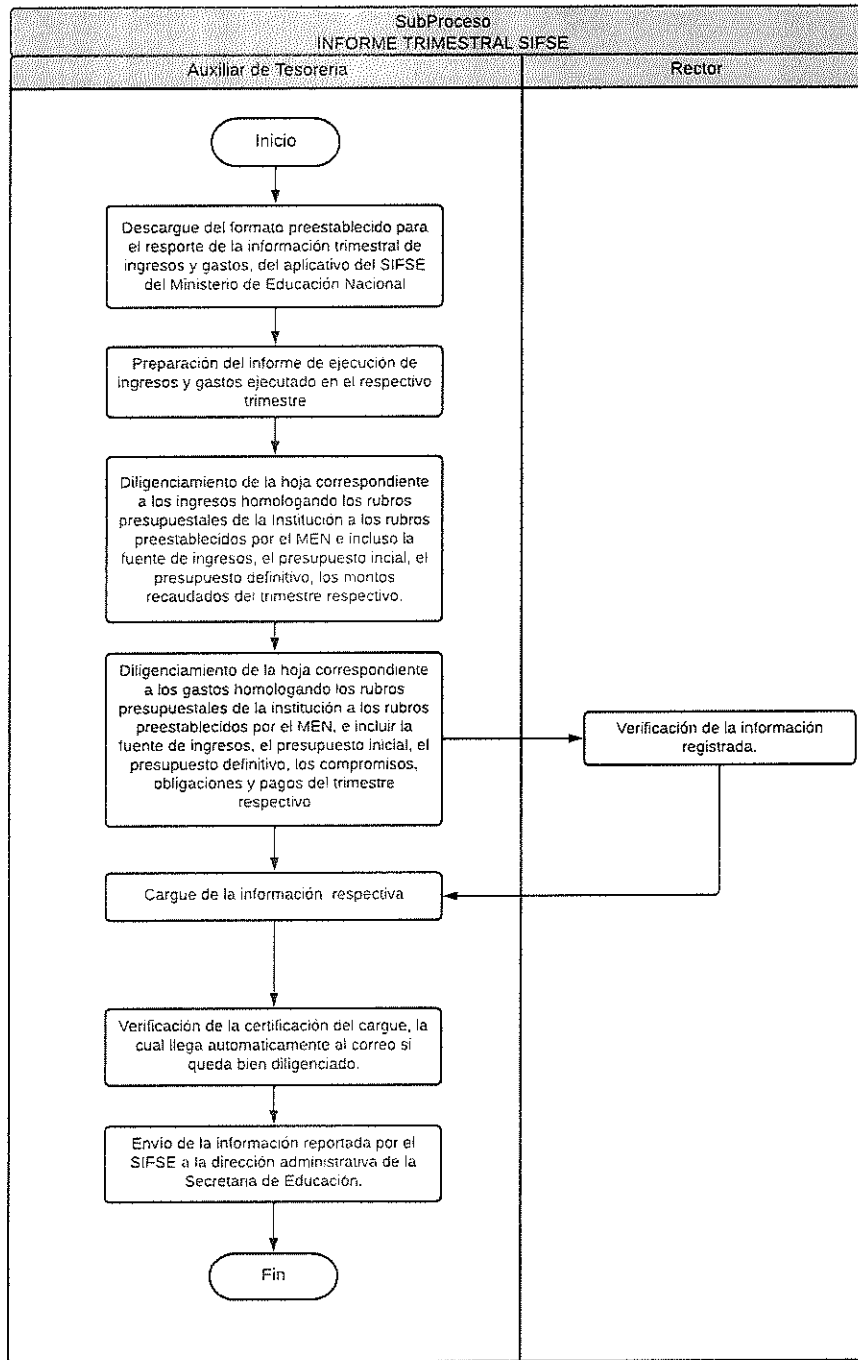 SubProceso
INFORME TRIMESTRAL SIFSE
Auxiliar de Tesoreria
Rector
Inicio
Descargue del formato preestablecido para
el resporte de la información trimestral de
ingresos y gastos, del aplicativo del SIFSE
del Ministerio de Educación Nacional
Preparación del informe de ejecución de
ingresos y gastos ejecutado en el respectivo
trimestre
Diligenciamiento de la hoja correspondiente
a los ingresos homologando los rubros
presupuestales de la Institución a los rubros
preestablecidos por el MEN e incluso la
fuente de ingresos, el presupuesto incial, el
presupuesto definitivo, los montos
recaudados del trimestre respectivo.
Diligenciamiento de la hoja correspondiente
a los gastos homologando los rubros
presupuestales de la institución a los rubros
preestablecidos por el MEN, e incluir la
fuente de ingresos, el presupuesto inicial, el
presupuesto definitivo, los compromisos,
obligaciones y pagos del trimestre
respectivo
Verificación de la información
registrada.
Cargue de la información respectiva
Verificación de la certificación del cargue, la
cual llega automaticamente al correo si
queda bien diligenciado.
Envio de la información reportada por el
SIFSE a la dirección administrativa de la
Secretaria de Educación.
Fin